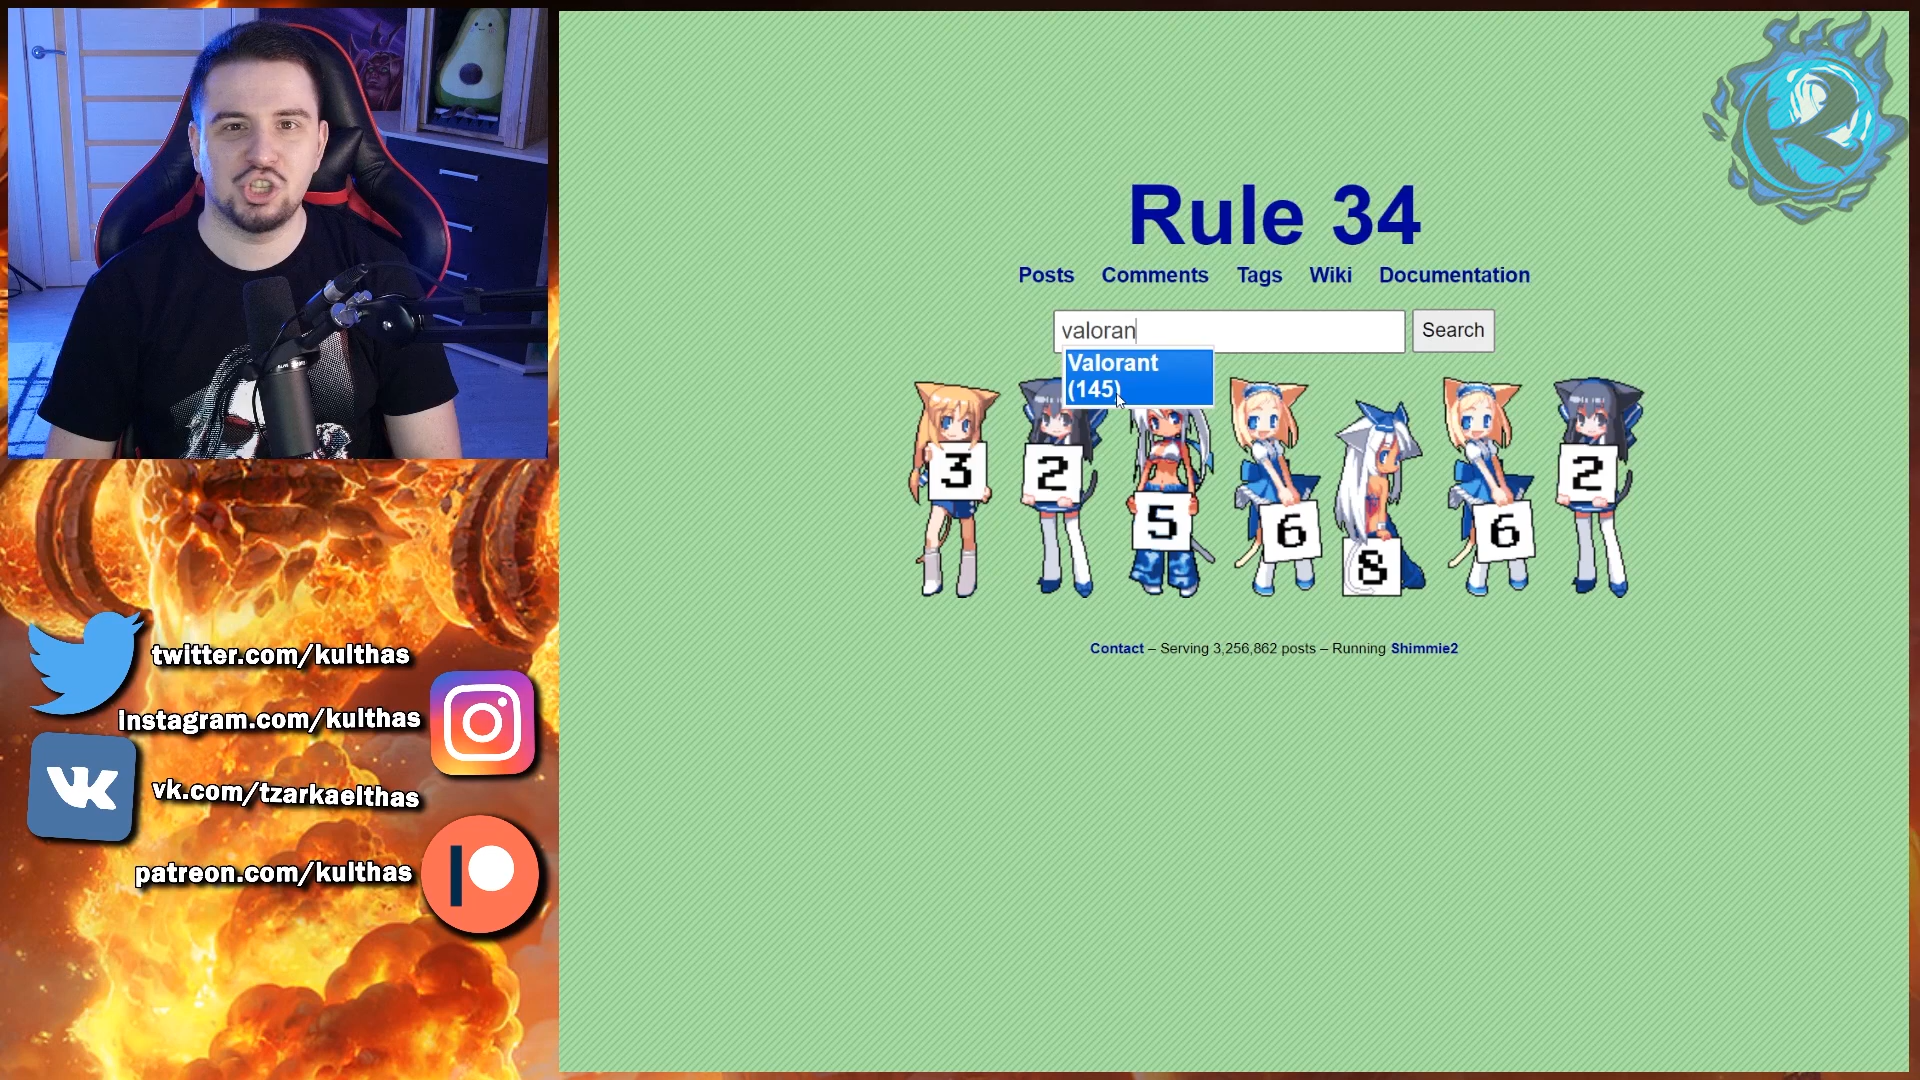 Rule 34
Posts Comments Tags Wiki Documentation
valoran Search
Valorant
(145)
3 2 5 6 8 6 2
Contact – Serving 3,256,862 posts – Running Shimmie2
twitter.com/kulthas
instagram.com/kulthas
vk.com/tzarkaelthas
patreon.com/kulthas